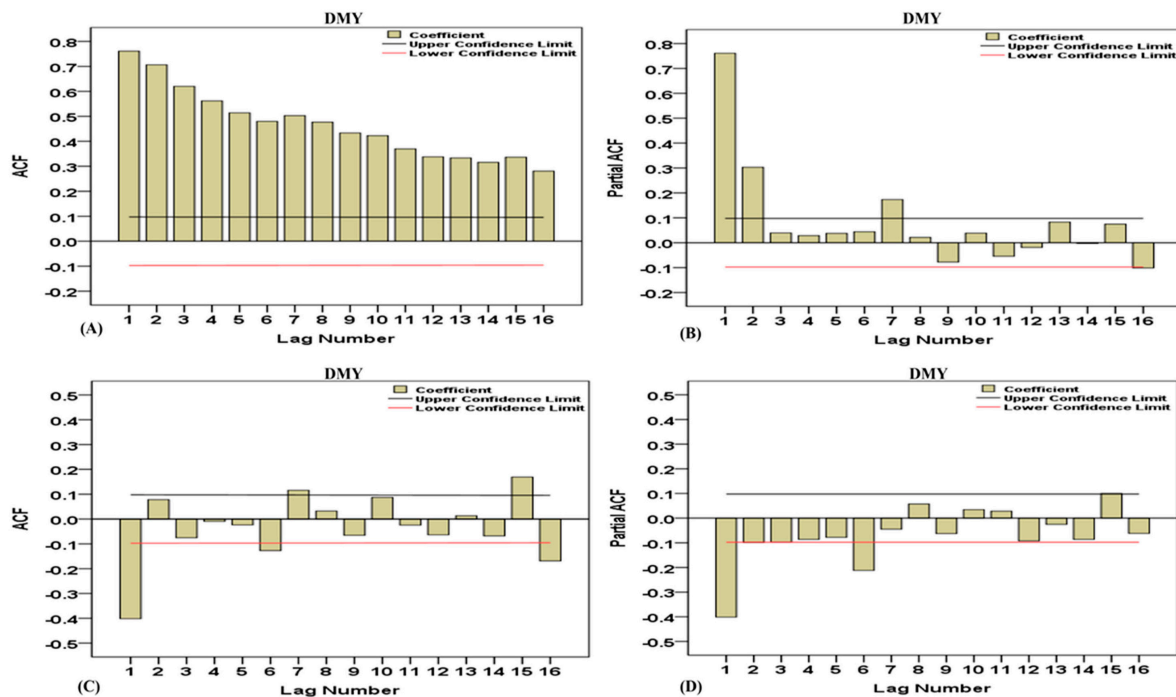 DMY
Coefficient
Upper Confidence Limit
Lower Confidence Limit
0.8
0.7
0.6
0.5
0.4
0.3
0.2
0.1
0.0
-0.1
-0.2
ACF
1 2 3 4 5 6 7 8 9 10 11 12 13 14 15 16
Lag Number
(A)
DMY
Coefficient
Upper Confidence Limit
Lower Confidence Limit
0.8
0.7
0.6
0.5
0.4
0.3
0.2
0.1
0.0
-0.1
-0.2
Partial ACF
1 2 3 4 5 6 7 8 9 10 11 12 13 14 15 16
Lag Number
(B)
DMY
Coefficient
Upper Confidence Limit
Lower Confidence Limit
0.5
0.4
0.3
0.2
0.1
0.0
-0.1
-0.2
-0.3
-0.4
-0.5
ACF
1 2 3 4 5 6 7 8 9 10 11 12 13 14 15 16
Lag Number
(C)
DMY
Coefficient
Upper Confidence Limit
Lower Confidence Limit
0.5
0.4
0.3
0.2
0.1
0.0
-0.1
-0.2
-0.3
-0.4
-0.5
Partial ACF
1 2 3 4 5 6 7 8 9 10 11 12 13 14 15 16
Lag Number
(D)